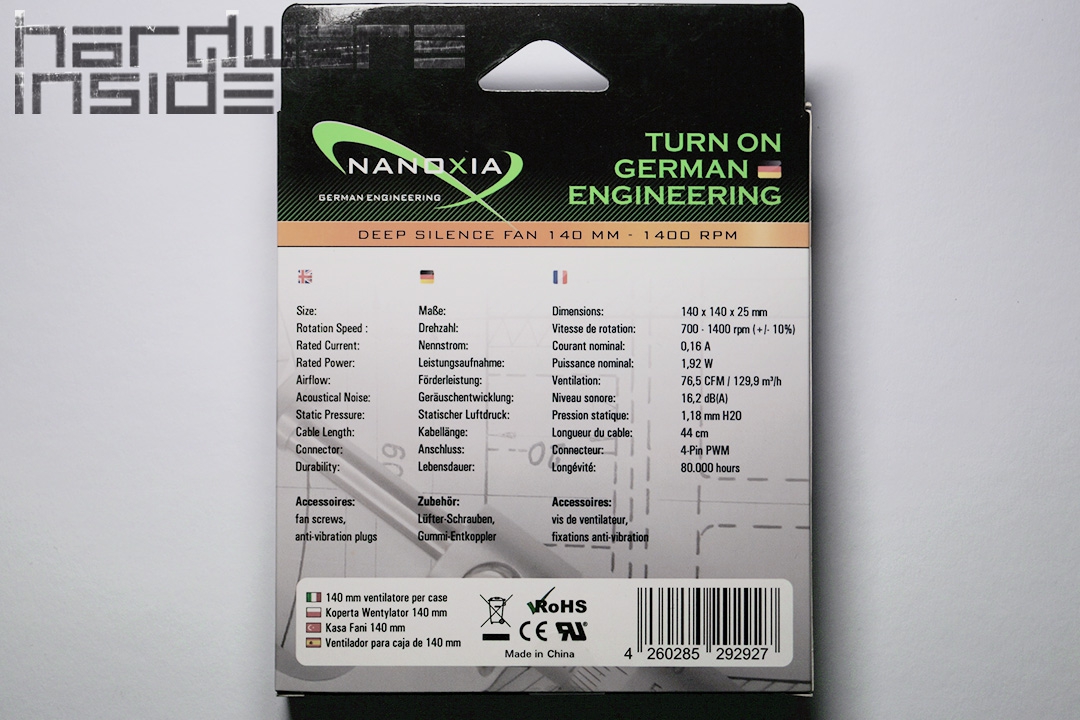 hardware
inside
NANOXIA
GERMAN ENGINEERING
TURN ON
GERMAN
ENGINEERING
DEEP SILENCE FAN 140 MM - 1400 RPM
Size: Maße: Dimensions: 140 x 140 x 25 mm
Rotation Speed : Drehzahl: Vitesse de rotation: 700 - 1400 rpm (+/- 10%)
Rated Current: Nennstrom: Courant nominal: 0,16 A
Rated Power: Leistungsaufnahme: Puissance nominal: 1,92 W
Airflow: Förderleistung: Ventilation: 76,5 CFM / 129,9 m³/h
Acoustical Noise: Geräuschentwicklung: Niveau sonore: 16,2 dB(A)
Static Pressure: Statischer Luftdruck: Pression statique: 1,18 mm H2O
Cable Length: Kabellänge: Longueur du cable: 44 cm
Connector: Anschluss: Connecteur: 4-Pin PWM
Durability: Lebensdauer: Longévité: 80.000 hours
Accessoires: Zubehör: Accessoires:
fan screws, Lüfter-Schrauben, vis de ventilateur,
anti-vibration plugs Gummi-Entkoppler fixations anti-vibration
140 mm ventilatore per case
Koperta Wentylator 140 mm
Kasa Fani 140 mm
Ventilador para caja de 140 mm
RoHS
CE
Made in China
4 260285 292927